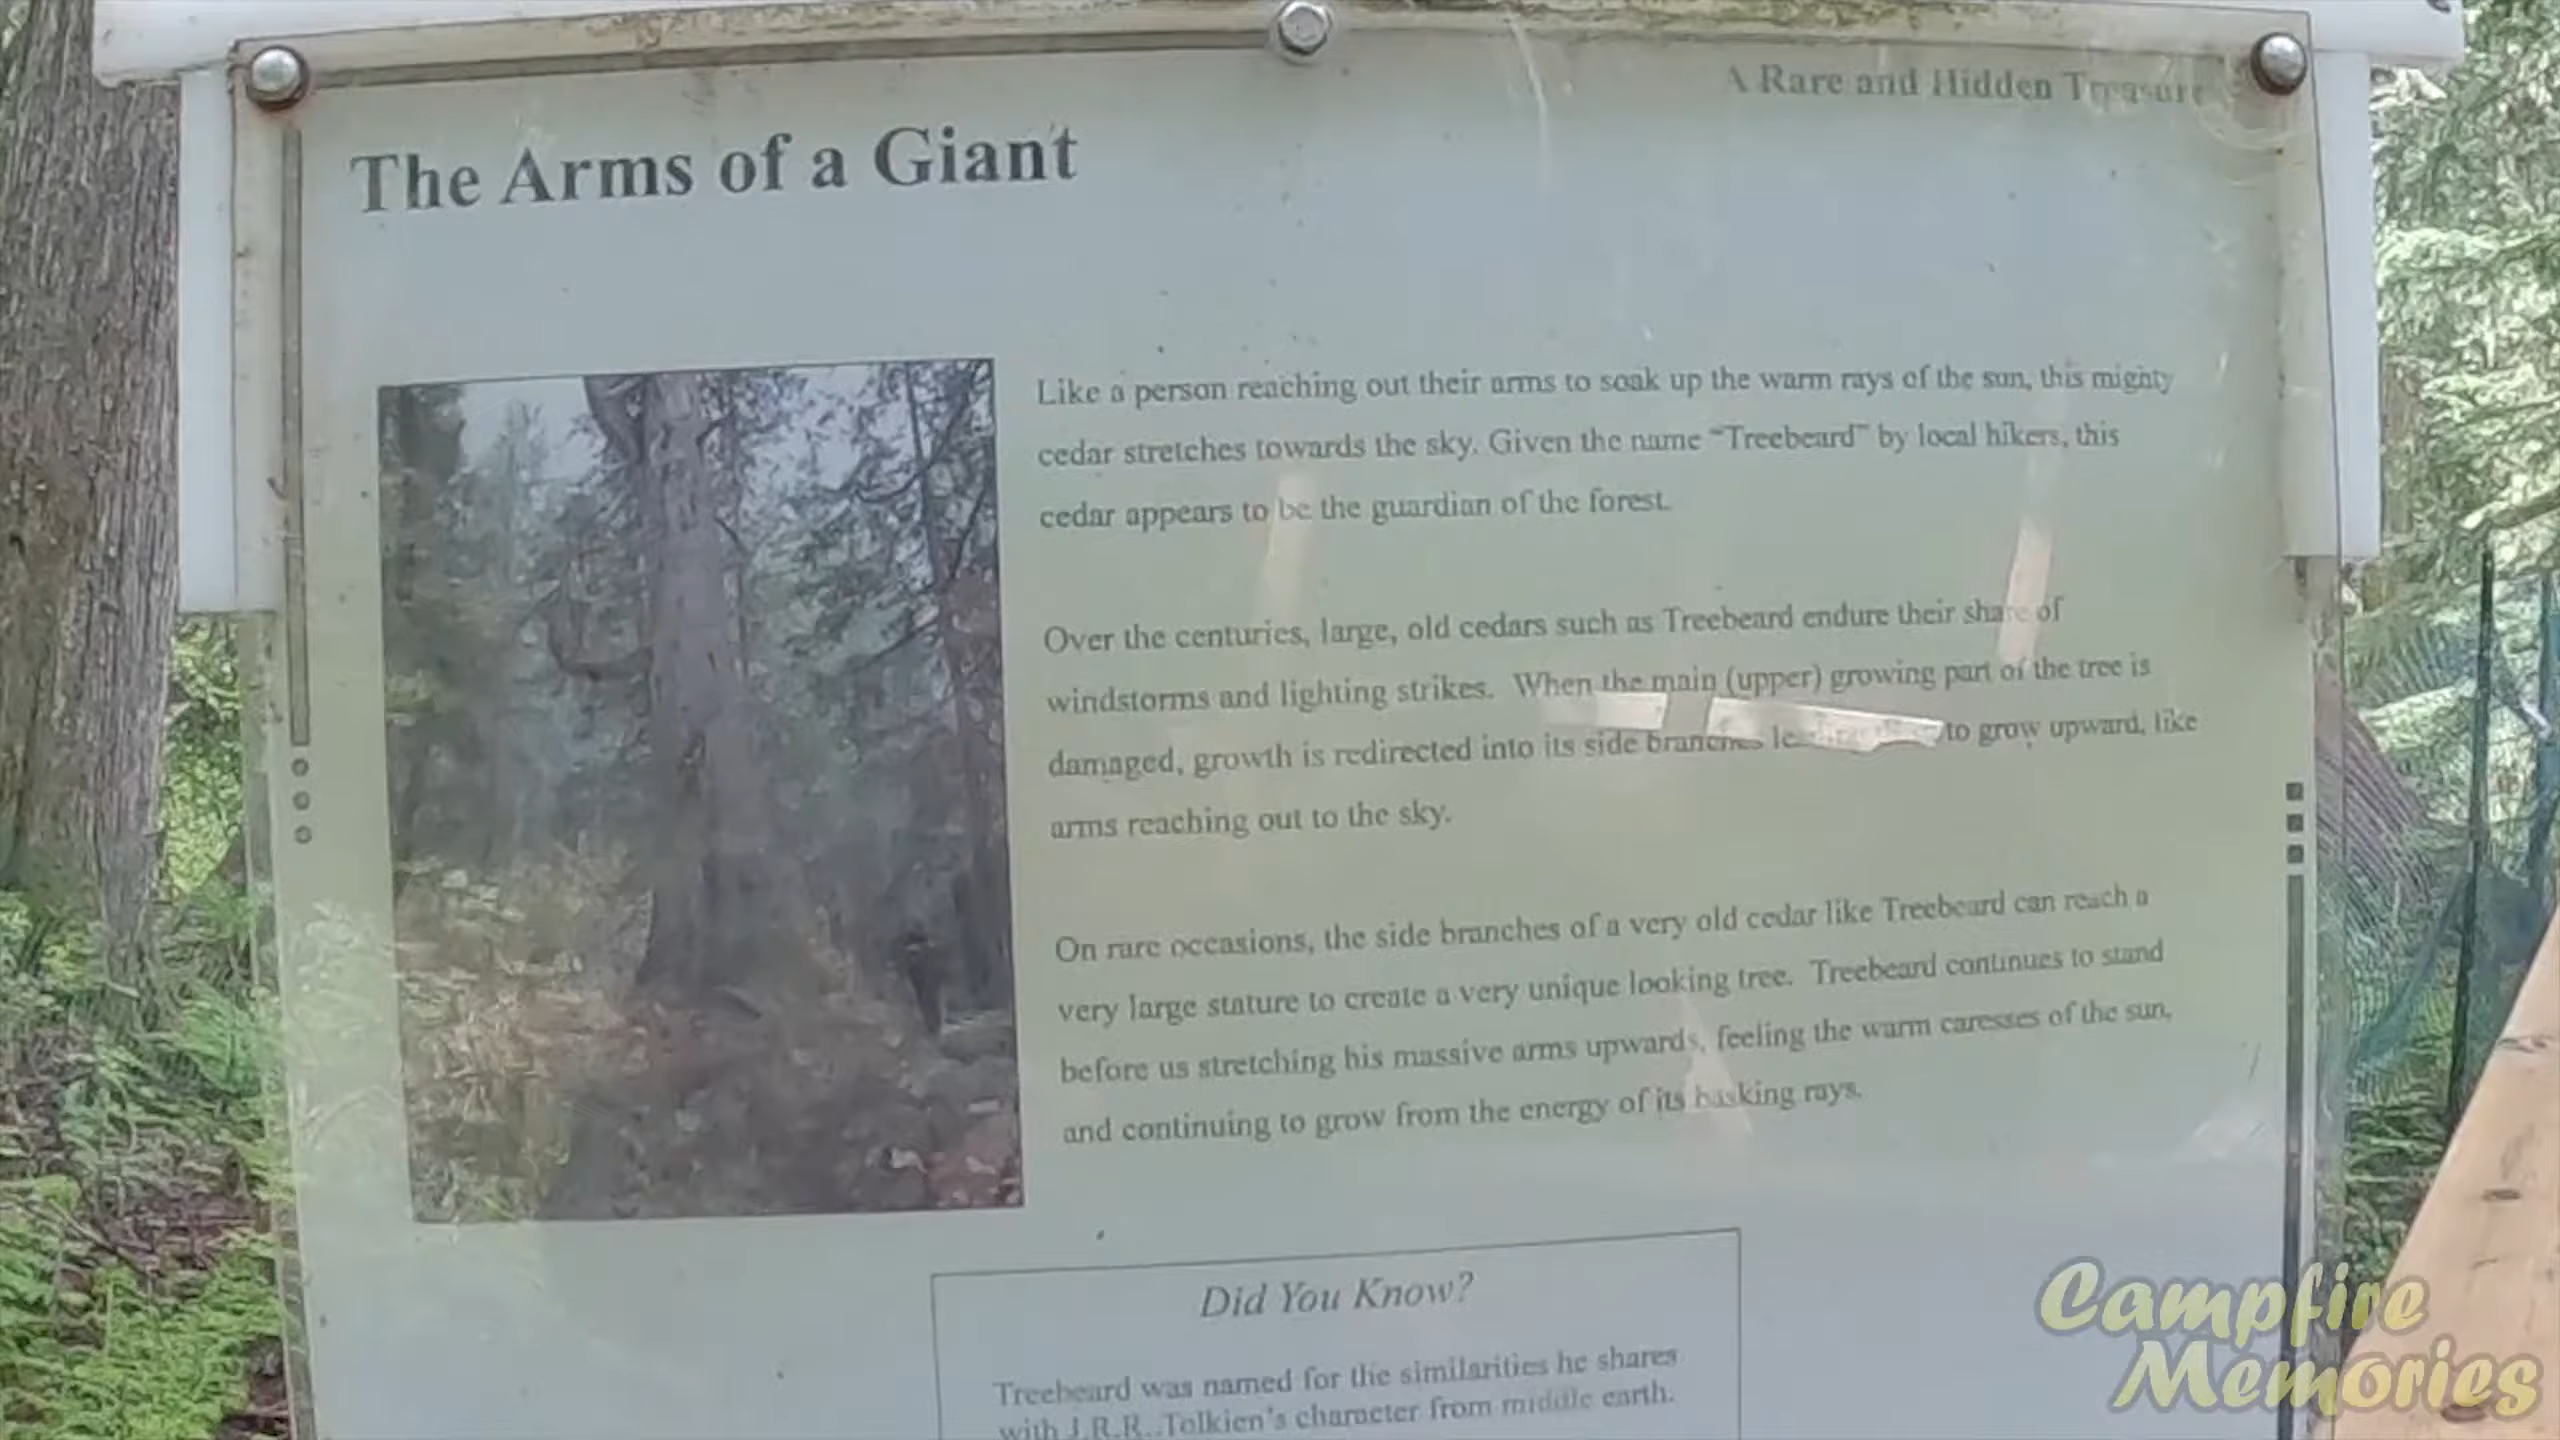 A Rare and Hidden Treasure
The Arms of a Giant
Like a person reaching out their arms to soak up the warm rays of the sun, this mighty
cedar stretches towards the sky. Given the name "Treebeard" by local hikers, this
cedar appears to be the guardian of the forest.
Over the centuries, large, old cedars such as Treebeard endure their share of
windstorms and lighting strikes. When the main (upper) growing part of the tree is
damaged, growth is redirected into its side branches to grow upward, like
arms reaching out to the sky.
On rare occasions, the side branches of a very old cedar like Treebeard can reach a
very large stature to create a very unique looking tree. Treebeard continues to stand
before us stretching his massive arms upwards, feeling the warm caresses of the sun,
and continuing to grow from the energy of its basking rays.
Did You Know?
Treebeard was named for the similarities he shares
with J.R.R. Tolkien's character from middle earth.
Campfire
Memories